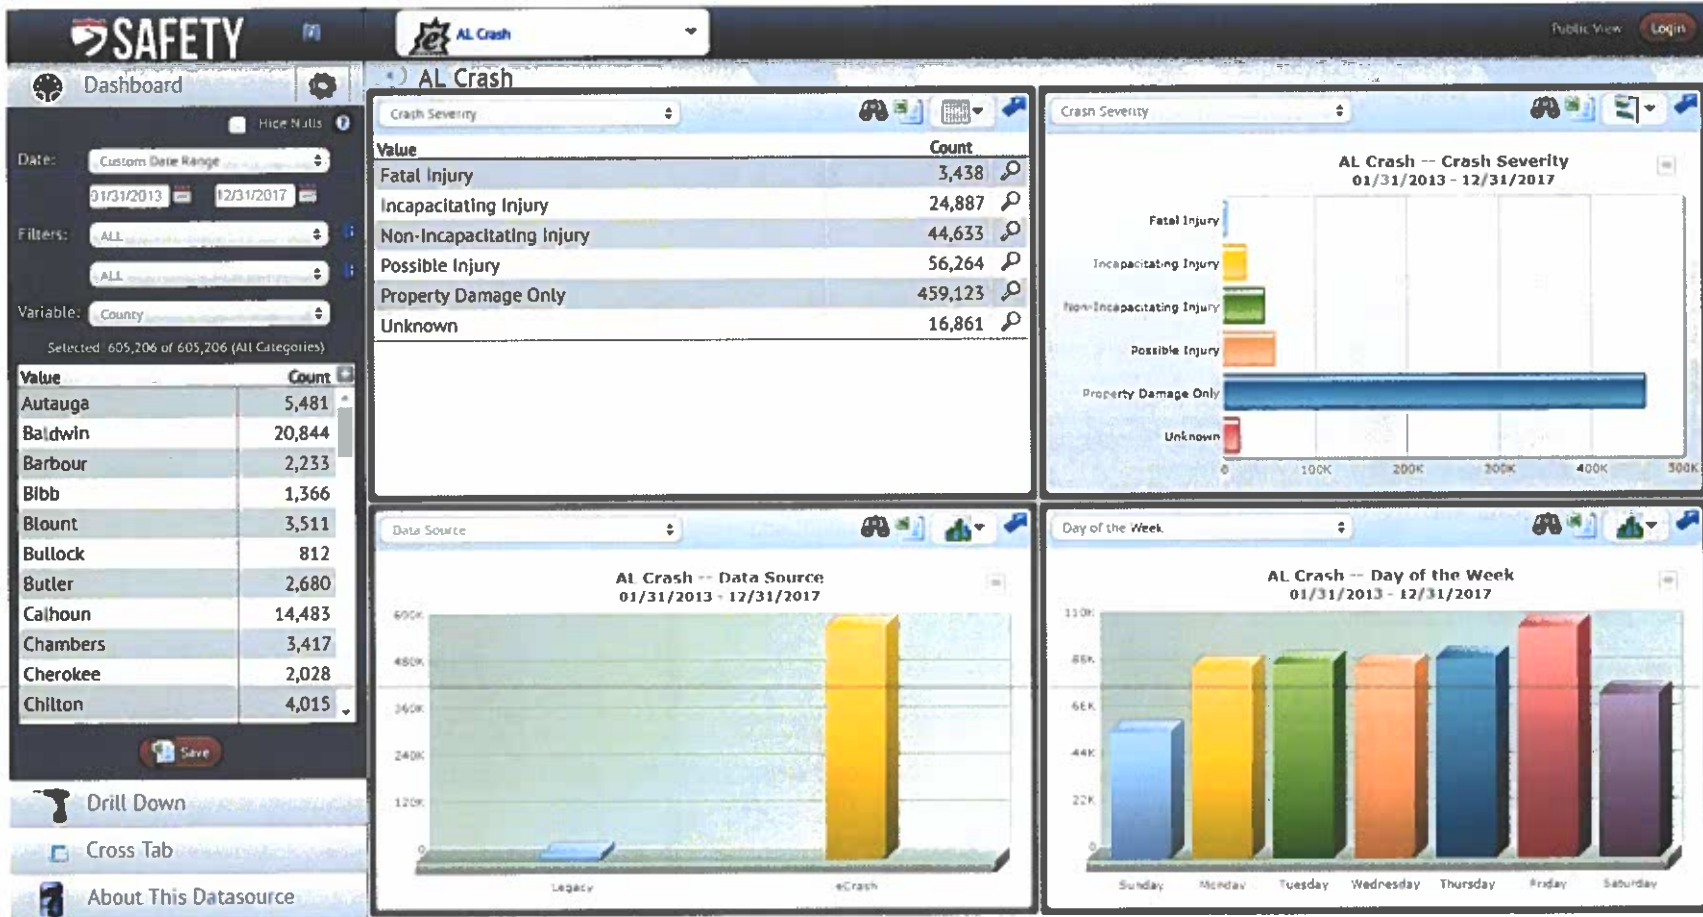 SAFETY
AL Crash
Public View
Login
Dashboard
Hide Nulls
Date:
Custom Date Range
01/31/2013
12/31/2017
Filters:
ALL
ALL
Variable:
County
Selected: 605,206 of 605,206 (All Categories)
Value Count
Autauga 5,481
Baldwin 20,844
Barbour 2,233
Bibb 1,366
Blount 3,511
Bullock 812
Butler 2,680
Calhoun 14,483
Chambers 3,417
Cherokee 2,028
Chilton 4,015
Save
Drill Down
Cross Tab
About This Datasource
AL Crash
Crash Severity
Value Count
Fatal Injury 3,438
Incapacitating Injury 24,887
Non-Incapacitating Injury 44,633
Possible Injury 56,264
Property Damage Only 459,123
Unknown 16,861
Crash Severity
AL Crash -- Crash Severity
01/31/2013 - 12/31/2017
Fatal Injury
Incapacitating Injury
Non-Incapacitating Injury
Possible Injury
Property Damage Only
Unknown
0 100K 200K 300K 400K 500K
Data Source
AL Crash -- Data Source
01/31/2013 - 12/31/2017
600K
480K
360K
240K
120K
0
Legacy eCrash
Day of the Week
AL Crash -- Day of the Week
01/31/2013 - 12/31/2017
110K
88K
66K
44K
22K
0
Sunday Monday Tuesday Wednesday Thursday Friday Saturday